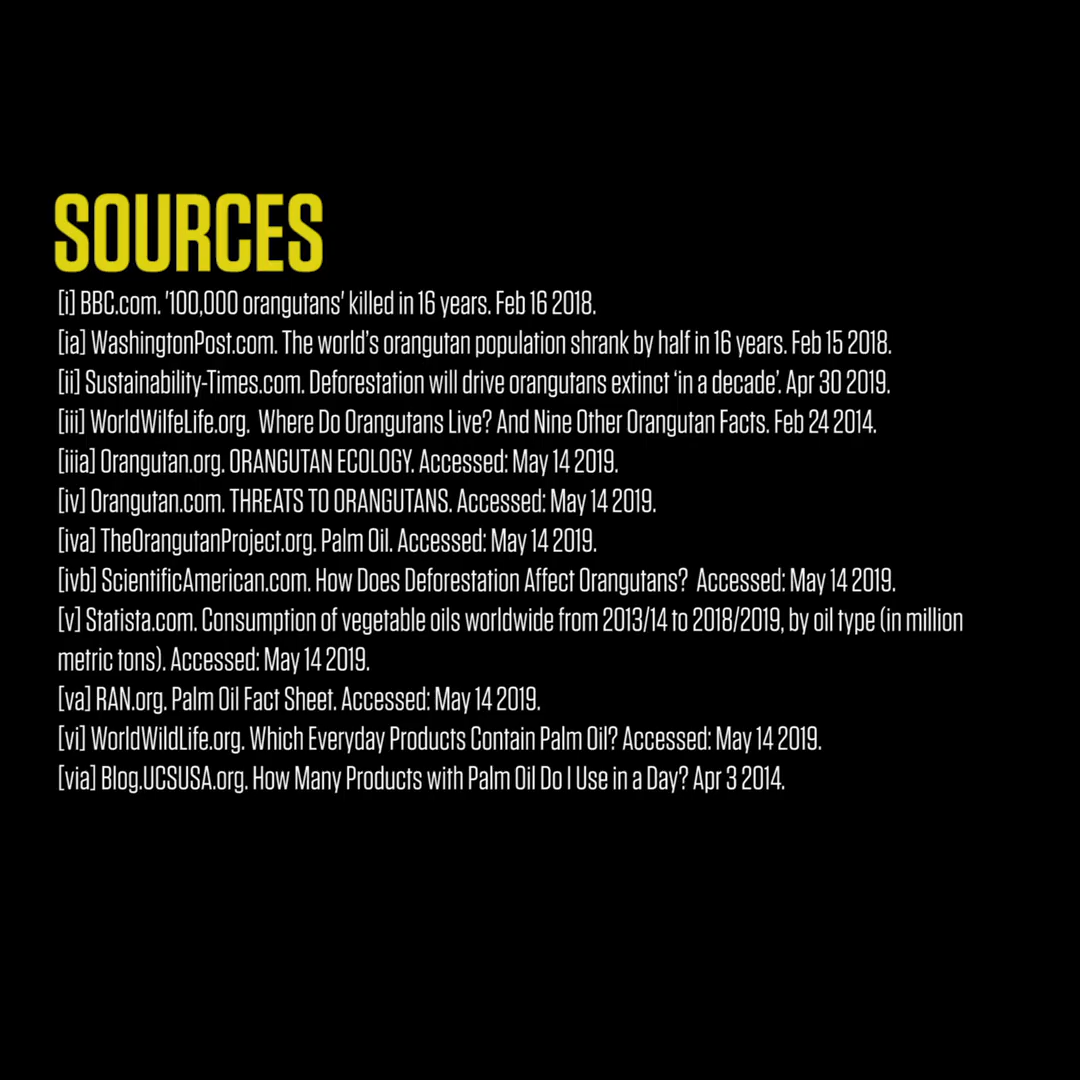 SOURCES
[i] BBC.com. '100,000 orangutans' killed in 16 years. Feb 16 2018.
[ia] WashingtonPost.com. The world’s orangutan population shrank by half in 16 years. Feb 15 2018.
[ii] Sustainability-Times.com. Deforestation will drive orangutans extinct ‘in a decade’. Apr 30 2019.
[iii] WorldWilfeLife.org.  Where Do Orangutans Live? And Nine Other Orangutan Facts. Feb 24 2014.
[iiia] Orangutan.org. ORANGUTAN ECOLOGY. Accessed: May 14 2019.
[iv] Orangutan.com. THREATS TO ORANGUTANS. Accessed: May 14 2019.
[iva] TheOrangutanProject.org. Palm Oil. Accessed: May 14 2019.
[ivb] ScientificAmerican.com. How Does Deforestation Affect Orangutans?  Accessed: May 14 2019.
[v] Statista.com. Consumption of vegetable oils worldwide from 2013/14 to 2018/2019, by oil type (in million
metric tons). Accessed: May 14 2019.
[va] RAN.org. Palm Oil Fact Sheet. Accessed: May 14 2019.
[vi] WorldWildLife.org. Which Everyday Products Contain Palm Oil? Accessed: May 14 2019.
[via] Blog.UCSUSA.org. How Many Products with Palm Oil Do I Use in a Day? Apr 3 2014.